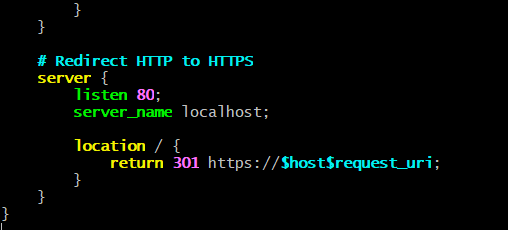 }
    }

    # Redirect HTTP to HTTPS
    server {
        listen 80;
        server_name localhost;

        location / {
            return 301 https://$host$request_uri;
        }
    }
}